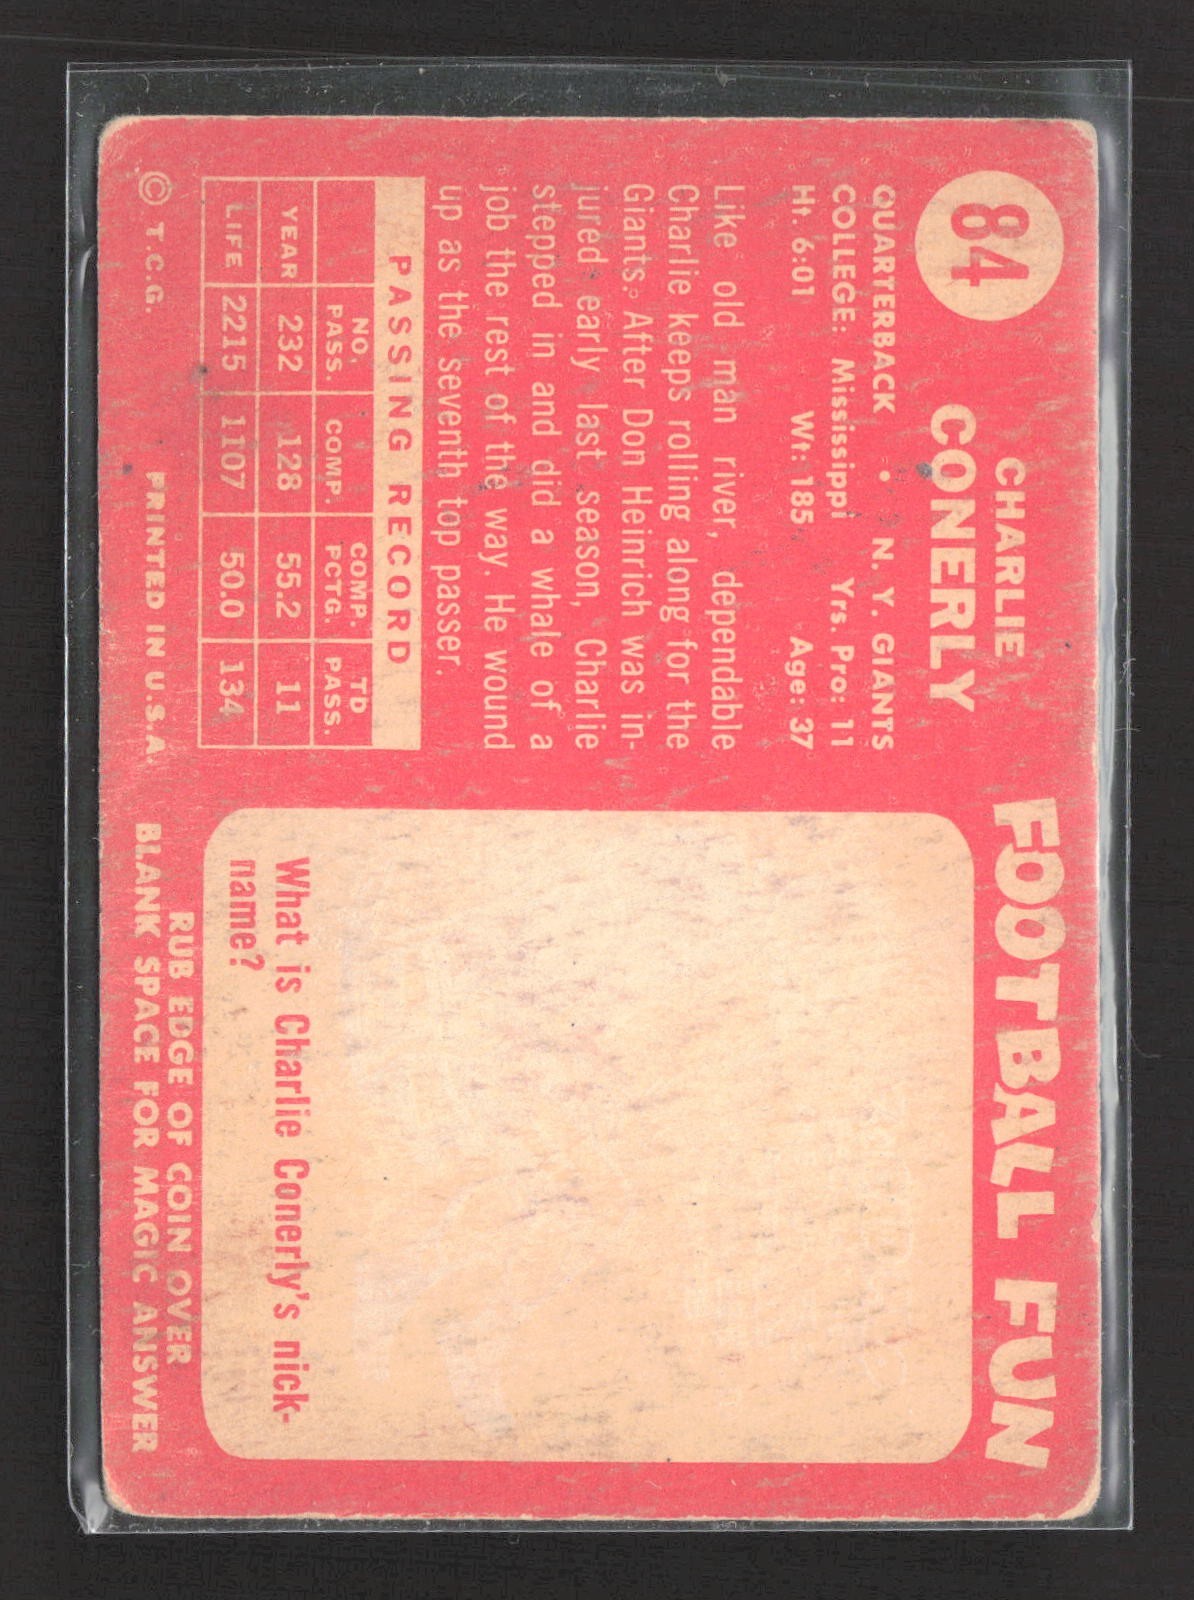 84
CHARLIE
CONERLY
QUARTERBACK • N. Y. GIANTS
COLLEGE: Mississippi Yrs. Pro: 11
Ht. 6:01 Wt: 185 Age: 37
Like old man river, dependable
Charlie keeps rolling along for the
Giants. After Don Heinrich was in-
jured early last season, Charlie
stepped in and did a whale of a
job the rest of the way. He wound
up as the seventh top passer.
PASSING RECORD
NO. PASS. COMP. COMP. PCTG. TD PASS.
YEAR 232 128 55.2 11
LIFE 2215 1107 50.0 134
© T.C.G. PRINTED IN U.S.A.
FOOTBALL FUN
What is Charlie Conerly's nick-
name?
RUB EDGE OF COIN OVER
BLANK SPACE FOR MAGIC ANSWER